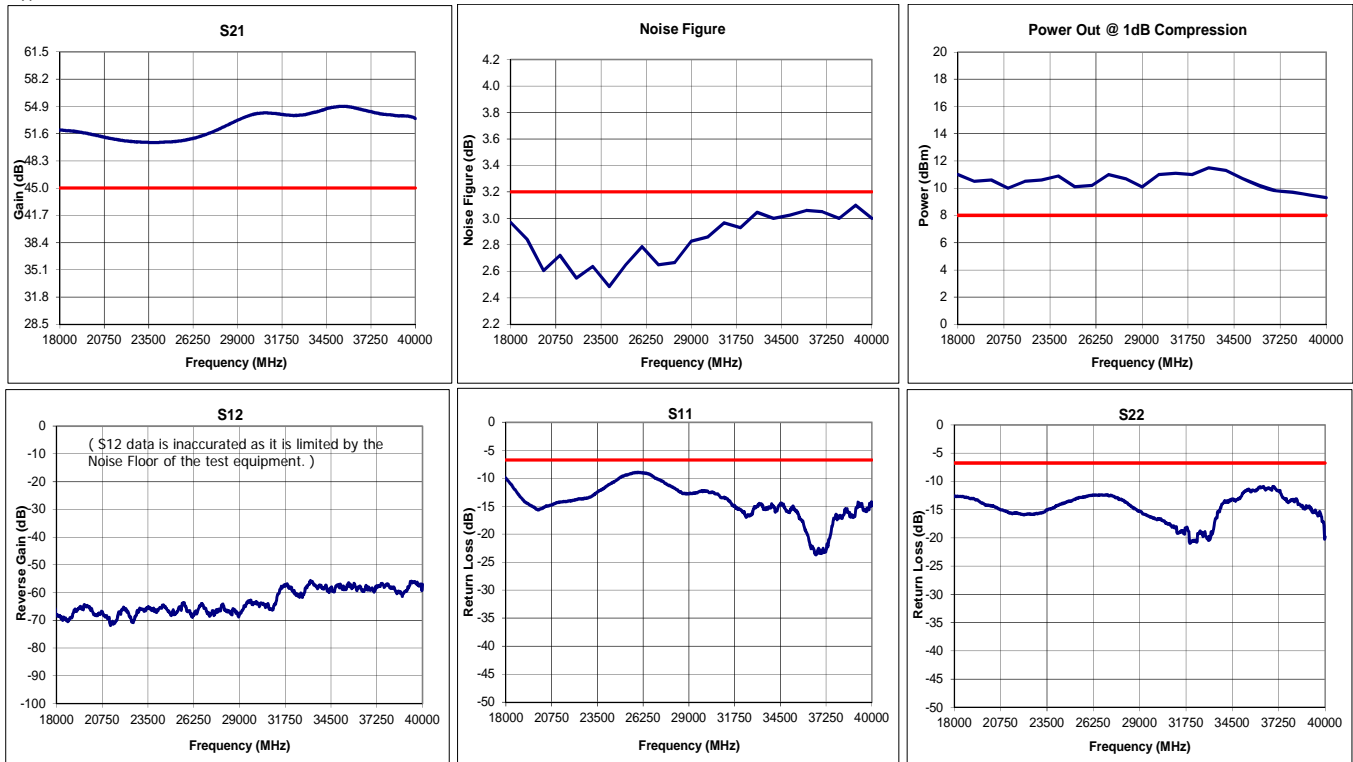 S21
61.5
58.2
54.9
51.6
48.3
45.0
41.7
38.4
35.1
31.8
28.5
Gain (dB)
18000 20750 23500 26250 29000 31750 34500 37250 40000
Frequency (MHz)
Noise Figure
4.2
4.0
3.8
3.6
3.4
3.2
3.0
2.8
2.6
2.4
2.2
Noise Figure (dB)
18000 20750 23500 26250 29000 31750 34500 37250 40000
Frequency (MHz)
Power Out @ 1dB Compression
20
18
16
14
12
10
8
6
4
2
0
Power (dBm)
18000 20750 23500 26250 29000 31750 34500 37250 40000
Frequency (MHz)
S12
( S12 data is inaccurated as it is limited by the
Noise Floor of the test equipment. )
0
-10
-20
-30
-40
-50
-60
-70
-80
-90
-100
Reverse Gain (dB)
18000 20750 23500 26250 29000 31750 34500 37250 40000
Frequency (MHz)
S11
0
-5
-10
-15
-20
-25
-30
-35
-40
-45
-50
Return Loss (dB)
18000 20750 23500 26250 29000 31750 34500 37250 40000
Frequency (MHz)
S22
0
-5
-10
-15
-20
-25
-30
-35
-40
-45
-50
Return Loss (dB)
18000 20750 23500 26250 29000 31750 34500 37250 40000
Frequency (MHz)